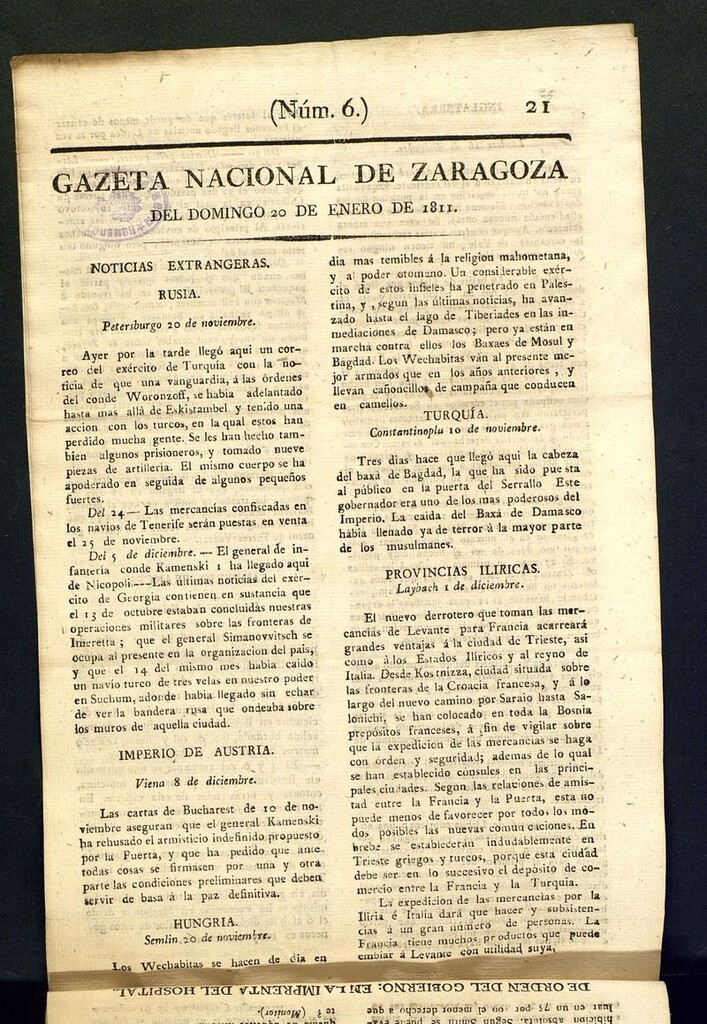 (Núm. 6.)
21
GAZETA NACIONAL DE ZARAGOZA
DEL DOMINGO 20 DE ENERO DE 1811.
NOTICIAS EXTRANGERAS.
RUSIA.
Petersburgo 20 de noviembre.
Ayer por la tarde llegó aqui un cor-
reo del exército de Turquía con la no-
ticia de que una vanguardia, á las órdenes
del conde Woronzoff, se habia adelantado
hasta mas allá de Eskistambel y tenido una
accion con los turcos, en la qual estos han
perdido mucha gente. Se les han hecho tam-
bien algunos prisioneros, y tomado nueve
piezas de artillería. El mismo cuerpo se ha
apoderado en seguida de algunos pequeños
fuertes.
Del 24— Las mercancías confiscadas en
los navíos de Tenerife serán puestas en venta
el 25 de noviembre.
Del 5 de diciembre. — El general de in-
fantería conde Kamenski 1 ha llegado aqui
de Nicopoli.—Las últimas noticias del exér-
cito de Georgia contienen en sustancia que
el 13 de octubre estaban concluidas nuestras
operaciones militares sobre las fronteras de
Imeretta; que el general Simanovvitsch se
ocupa al presente en la organizacion del país,
y que el 14 del mismo mes habia caido
un navío turco de tres velas en nuestro poder
en Suchum, adonde habia llegado sin echar
de ver la bandera rusa que ondeaba sobre
los muros de aquella ciudad.
IMPERIO DE AUSTRIA.
Viena 8 de diciembre.
Las cartas de Bucharest de 10 de no-
viembre aseguran que el general Kamenski
ha rehusado el armisticio indefinido propuesto
por la Puerta, y que ha pedido que ante
todas cosas se firmasen por una y otra
parte las condiciones preliminares que deben
servir de basa á la paz definitiva.
HUNGRIA.
Semlin 20 de noviembre.
Los Wechabitas se hacen de dia en
dia mas temibles á la religion mahometana,
y al poder otomano. Un considerable exér-
cito de estos infieles ha penetrado en Pales-
tina, y, segun las últimas noticias, ha avan-
zado hasta el lago de Tiberiades en las in-
mediaciones de Damasco; pero ya están en
marcha contra ellos los Baxaes de Mosul y
Bagdad. Los Wechabitas ván al presente me-
jor armados que en los años anteriores, y
llevan cañoncillos de campaña que conducen
en camellos.
TURQUÍA.
Constantinoplu 10 de noviembre.
Tres dias hace que llegó aqui la cabeza
del baxá de Bagdad, la que ha sido puesta
al público en la puerta del Serrallo Este
gobernador era uno de los mas poderosos del
Imperio. La caida del Baxá de Damasco
había llenado ya de terror á la mayor parte
de los musulmanes.
PROVINCIAS ILIRICAS.
Laybach 1 de diciembre.
El nuevo derrotero que toman las mer-
cancías de Levante para Francia acarreará
grandes ventajas á la ciudad de Trieste, asi
como á los Estados Ilíricos y al reyno de
Italia. Desde Kostnizza, ciudad situada sobre
las fronteras de la Croacia francesa, y á lo
largo del nuevo camino por Saraio hasta Sa-
lonichi, se han colocado en toda la Bosnia
prepósitos franceses, á fin de vigilar sobre
que la expedicion de las mercancías se haga
con órden y seguridad; ademas de lo qual
se han establecido cónsules en las princi-
pales ciudades. Segun las relaciones de amis-
tad entre la Francia y la Puerta, esta no
puede menos de favorecer por todos los mo-
dos posibles las nuevas comunicaciones. En
brebe se establecerán indudablemente en
Trieste griegos y turcos, porque esta ciudad
debe ser en lo sucesivo el depósito de co-
mercio entre la Francia y la Turquia.
La expedicion de las mercancías por la
Iliria é Italia dará que hacer y subsisten-
cias á un gran número de personas. La
Francia tiene muchos productos que puede
embiar á Levante con utilidad suya,
DE ORDEN DEL GOBIERNO: EN LA IMPRENTA DEL HOSPITAL.
(Monitor).